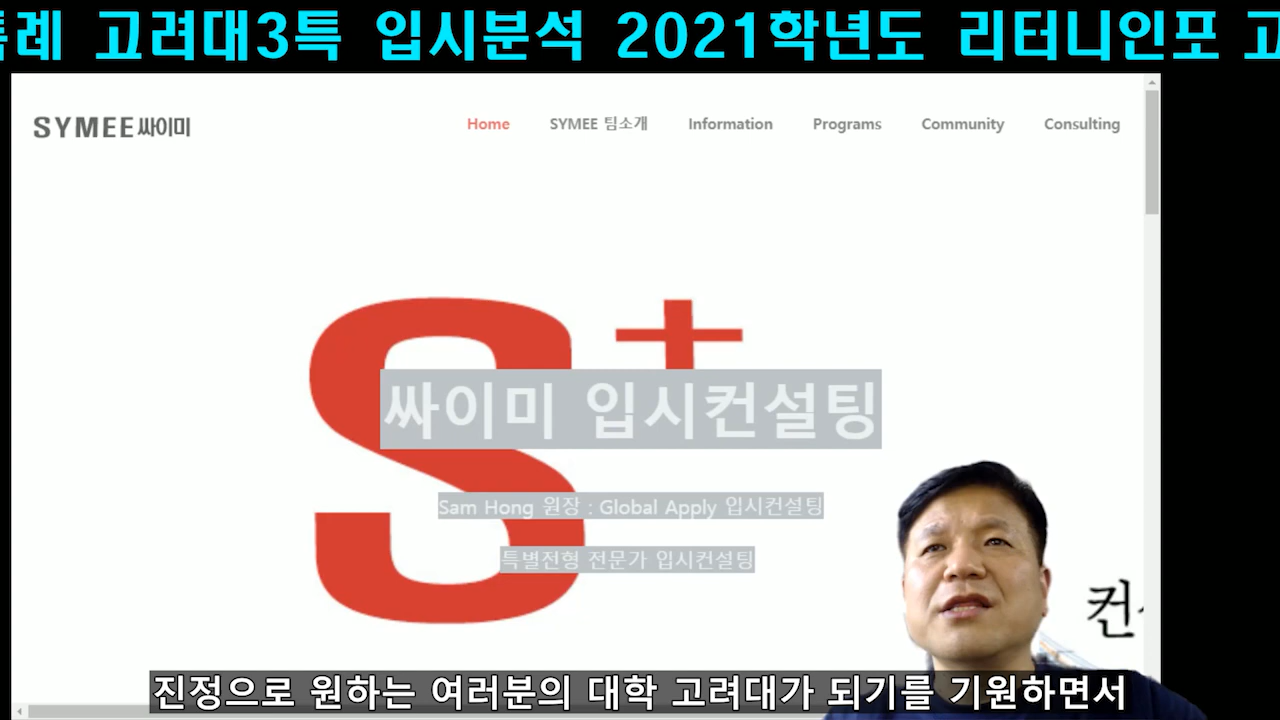 특례 고려대3특 입시분석 2021학년도 리터니인포 고
SYMEE 싸이미
Home SYMEE 팀소개 Information Programs Community Consulting
S+
싸이미 입시컨설팅
Sam Hong 원장 : Global Apply 입시컨설팅
특별전형 전문가 입시컨설팅
컨
진정으로 원하는 여러분의 대학 고려대가 되기를 기원하면서